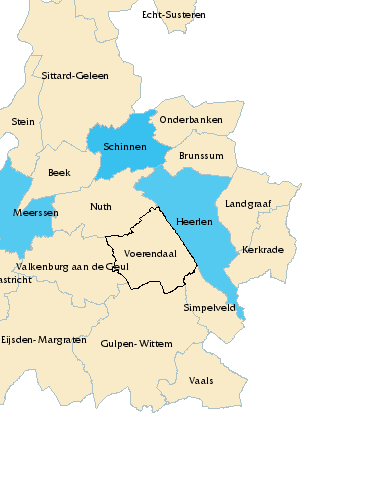 Echt-Susteren
Sittard-Geleen
Stein
Onderbanken
Schinnen
Brunssum
Beek
Nuth
Landgraaf
Meerssen
Heerlen
Kerkrade
Voerendaal
Valkenburg aan de Geul
astricht
Simpelveld
Eijsden-Margraten
Gulpen-Wittem
Vaals